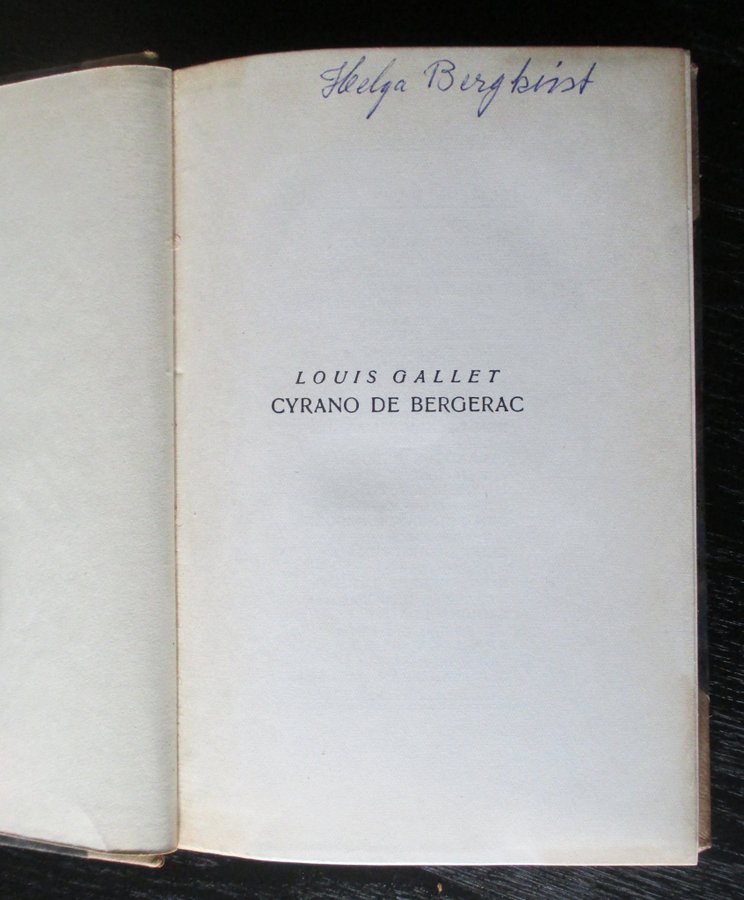 Helga Bergkvist
LOUIS GALLET
CYRANO DE BERGERAC